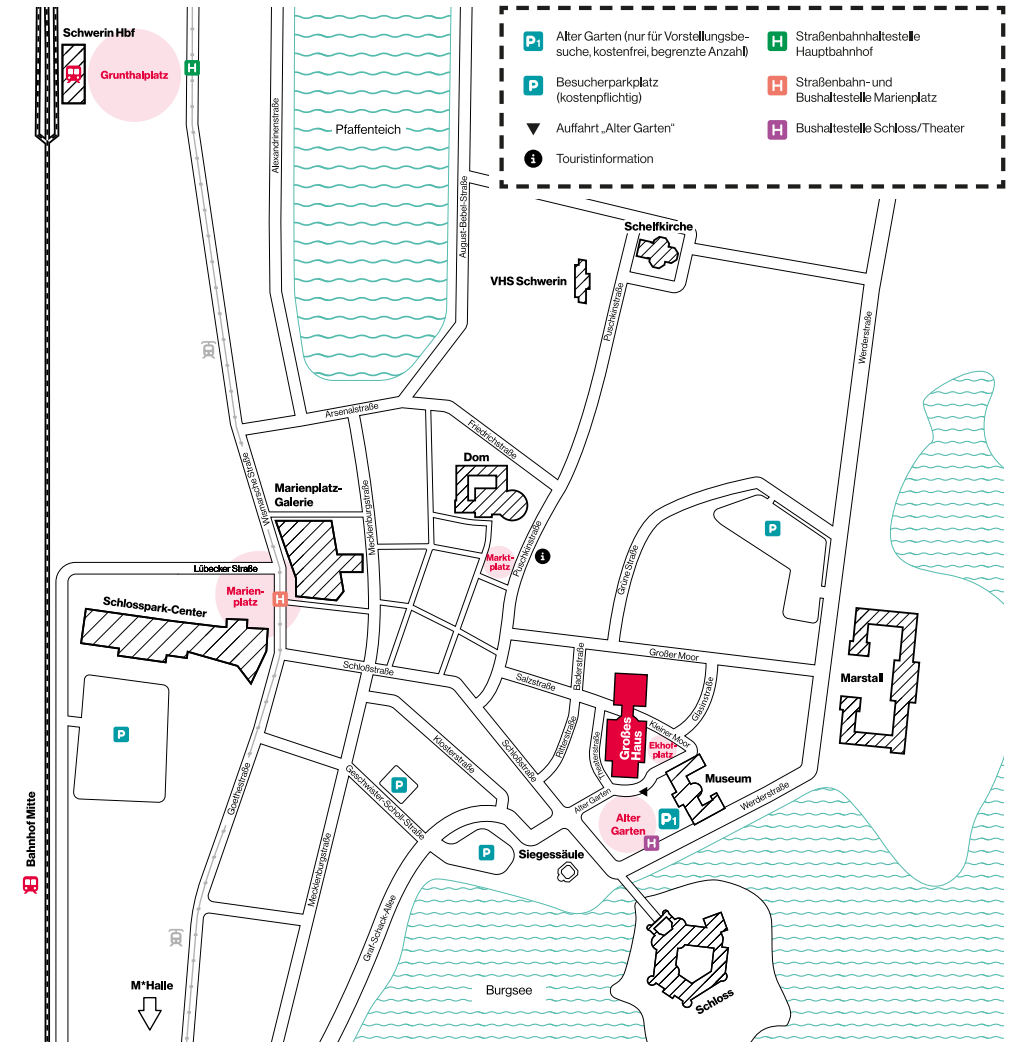 Schwerin Hbf
Grunthalplatz
H
P1
Alter Garten (nur für Vorstellungsbe-
suche, kostenfrei, begrenzte Anzahl)
P
Besucherparkplatz
(kostenpflichtig)
Auffahrt „Alter Garten“
i
Touristinformation
H
Straßenbahnhaltestelle
Hauptbahnhof
H
Straßenbahn- und
Bushaltestelle Marienplatz
H
Bushaltestelle Schloss/Theater
Alexandrinenstraße
Pfaffenteich
August-Bebel-Straße
Schelfkirche
VHS Schwerin
Puschkinstraße
Werderstraße
Arsenalstraße
Friedrichstraße
Dom
Wismarsche Straße
Marienplatz-
Galerie
Mecklenburgstraße
Markt-
platz
Puschkinstraße
i
Grüne Straße
P
Lübecker Straße
Marien-
platz
H
Schlosspark-Center
Schloßstraße
Großer Moor
Baderstraße
Salzstraße
Glasinstraße
Marstall
Ritterstraße
Theaterstraße
Großes
Haus
Kleiner Moor
Ekhof-
platz
P
Klosterstraße
Schloßstraße
Geschwister-Scholl-Straße
P
Goethestraße
Museum
Werderstraße
Alter Garten
Alter
Garten
P1
H
P
Siegessäule
Bahnhof Mitte
Mecklenburgstraße
Graf-Schack-Allee
M*Halle
Burgsee
Schloss